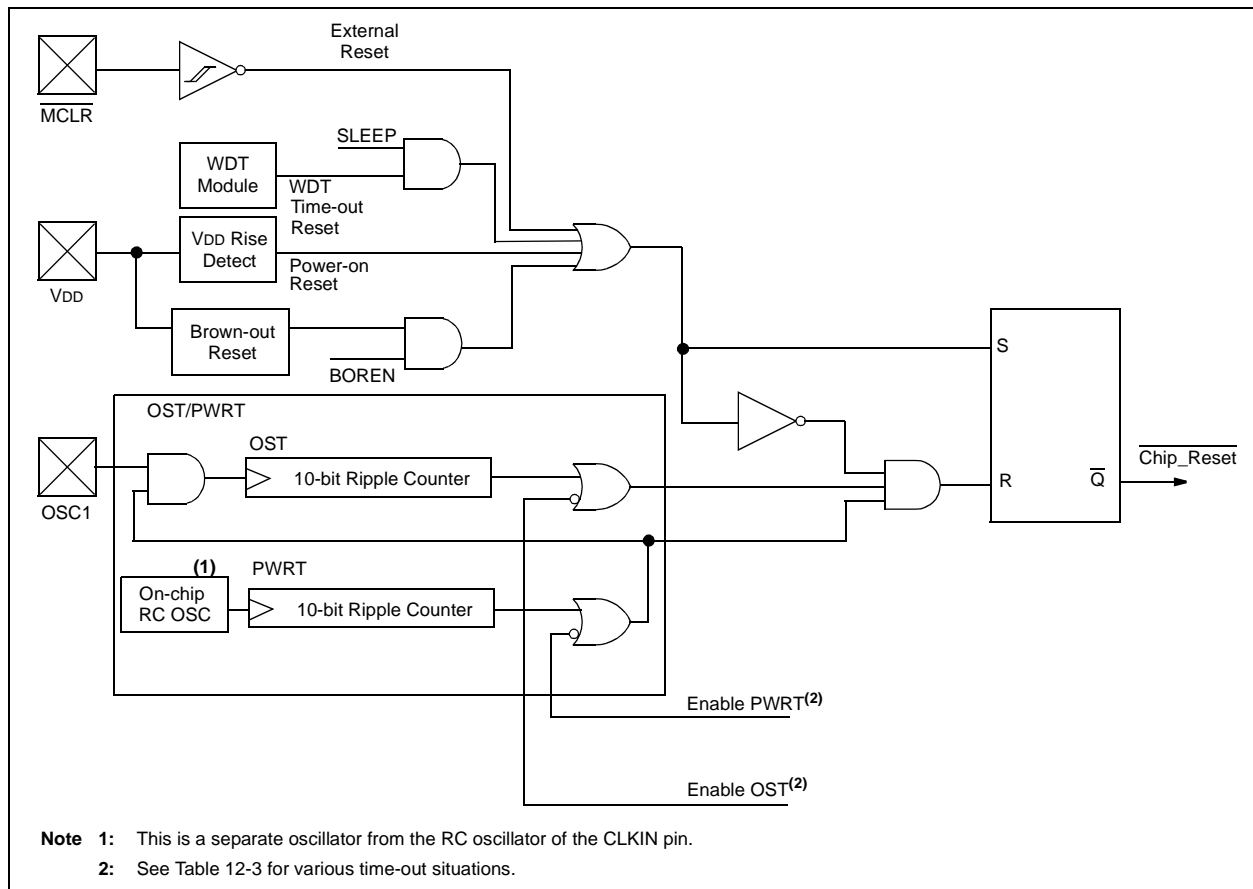 External
Reset
MCLR
SLEEP
WDT
Module
WDT
Time-out
Reset
VDD Rise
Detect
Power-on
Reset
VDD
Brown-out
Reset
BOREN
S
OST/PWRT
OST
10-bit Ripple Counter
OSC1
R
Q
Chip_Reset
(1)
PWRT
On-chip
RC OSC
10-bit Ripple Counter
Enable PWRT(2)
Enable OST(2)
Note 1: This is a separate oscillator from the RC oscillator of the CLKIN pin.
2: See Table 12-3 for various time-out situations.